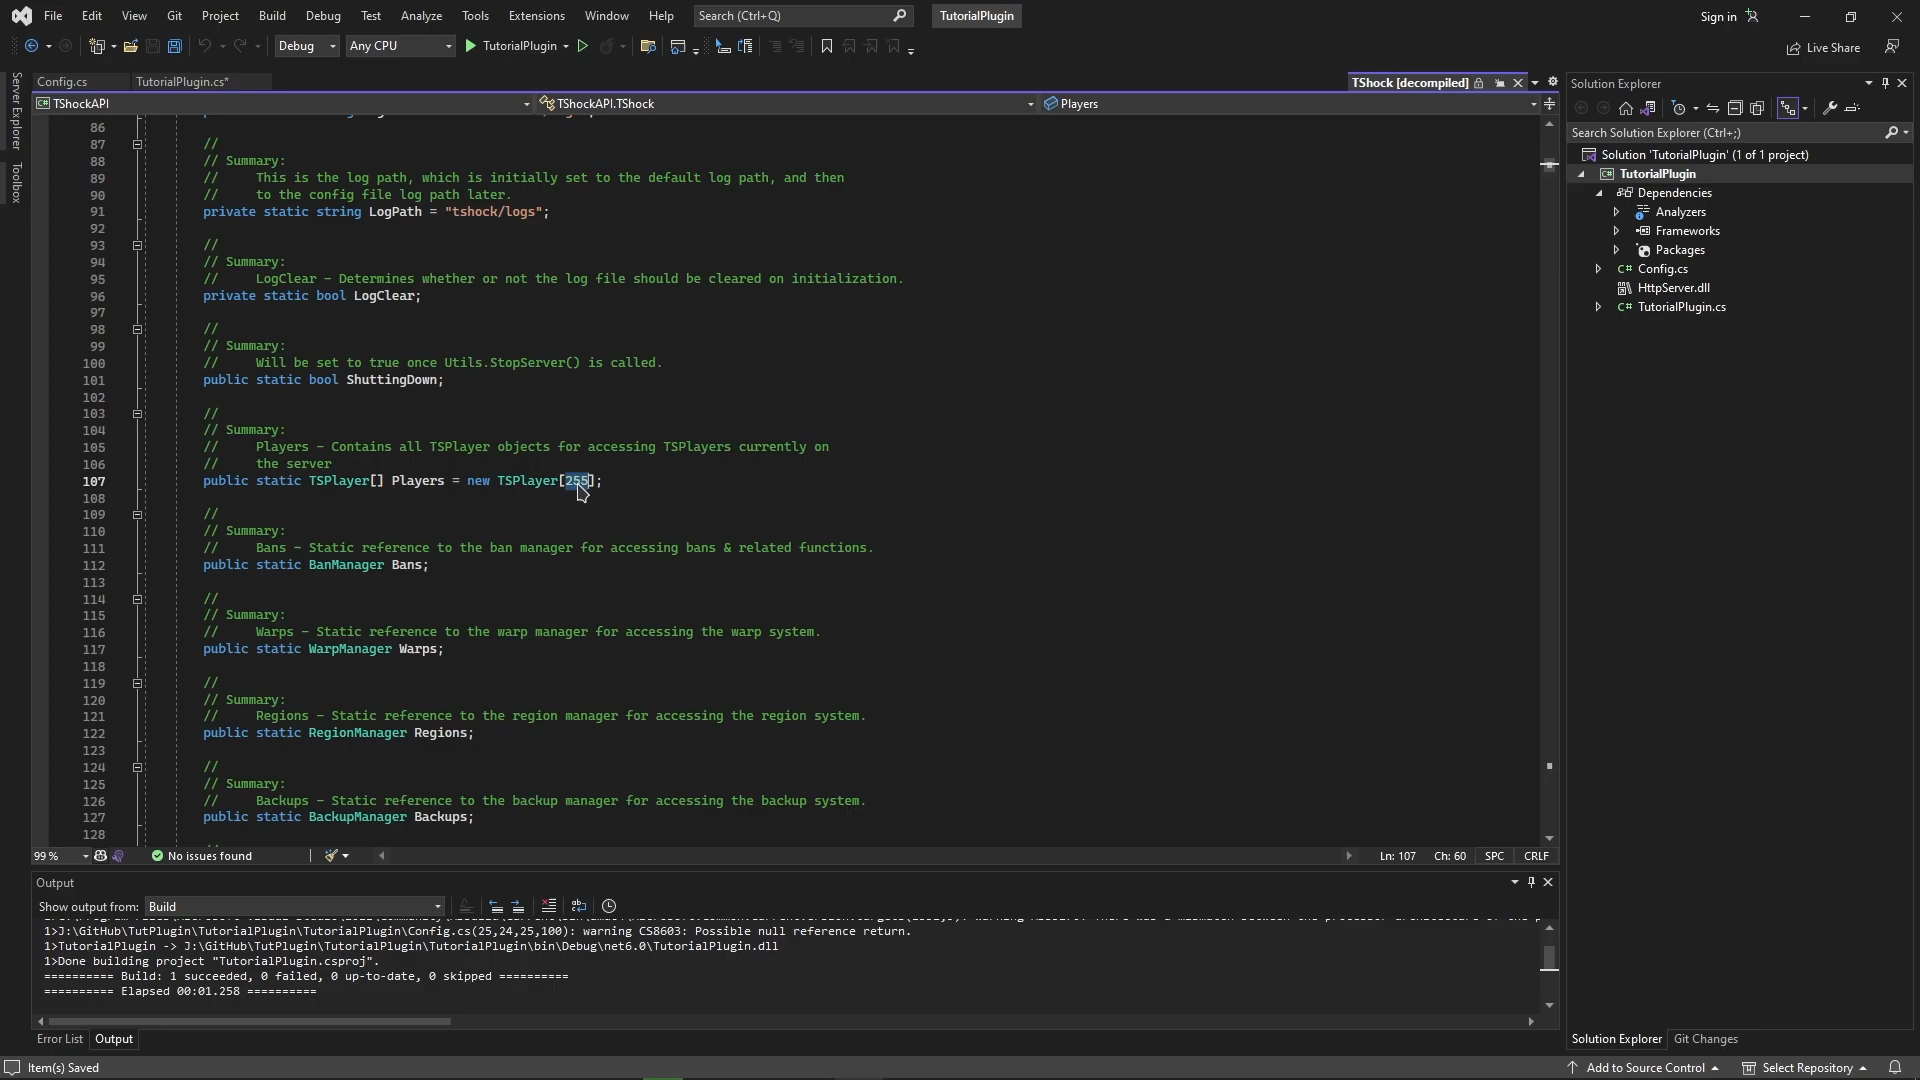 File Edit View Git Project Build Debug Test Analyze Tools Extensions Window Help Search (Ctrl+Q) TutorialPlugin Sign in
Debug Any CPU TutorialPlugin Live Share
Server Explorer
Toolbox
Config.cs TutorialPlugin.cs* TShock [decompiled]
TShockAPI TShockAPI.TShock Players
86
87 //
88 // Summary:
89 //     This is the log path, which is initially set to the default log path, and then
90 //     to the config file log path later.
91 private static string LogPath = "tshock/logs";
92
93 //
94 // Summary:
95 //     LogClear - Determines whether or not the log file should be cleared on initialization.
96 private static bool LogClear;
97
98 //
99 // Summary:
100 //     Will be set to true once Utils.StopServer() is called.
101 public static bool ShuttingDown;
102
103 //
104 // Summary:
105 //     Players - Contains all TSPlayer objects for accessing TSPlayers currently on
106 //     the server
107 public static TSPlayer[] Players = new TSPlayer[255];
108
109 //
110 // Summary:
111 //     Bans - Static reference to the ban manager for accessing bans & related functions.
112 public static BanManager Bans;
113
114 //
115 // Summary:
116 //     Warps - Static reference to the warp manager for accessing the warp system.
117 public static WarpManager Warps;
118
119 //
120 // Summary:
121 //     Regions - Static reference to the region manager for accessing the region system.
122 public static RegionManager Regions;
123
124 //
125 // Summary:
126 //     Backups - Static reference to the backup manager for accessing the backup system.
127 public static BackupManager Backups;
128
99 % No issues found Ln: 107 Ch: 60 SPC CRLF
Output
Show output from: Build
1>J:\GitHub\TutPlugin\TutorialPlugin\TutorialPlugin\Config.cs(25,24,25,100): warning CS8603: Possible null reference return.
1>TutorialPlugin -> J:\GitHub\TutPlugin\TutorialPlugin\TutorialPlugin\bin\Debug\net6.0\TutorialPlugin.dll
1>Done building project "TutorialPlugin.csproj".
========== Build: 1 succeeded, 0 failed, 0 up-to-date, 0 skipped ==========
========== Elapsed 00:01.258 ==========
Error List Output
Solution Explorer
Search Solution Explorer (Ctrl+;)
Solution 'TutorialPlugin' (1 of 1 project)
C# TutorialPlugin
Dependencies
Analyzers
Frameworks
Packages
C# Config.cs
HttpServer.dll
C# TutorialPlugin.cs
Solution Explorer Git Changes
Item(s) Saved Add to Source Control Select Repository